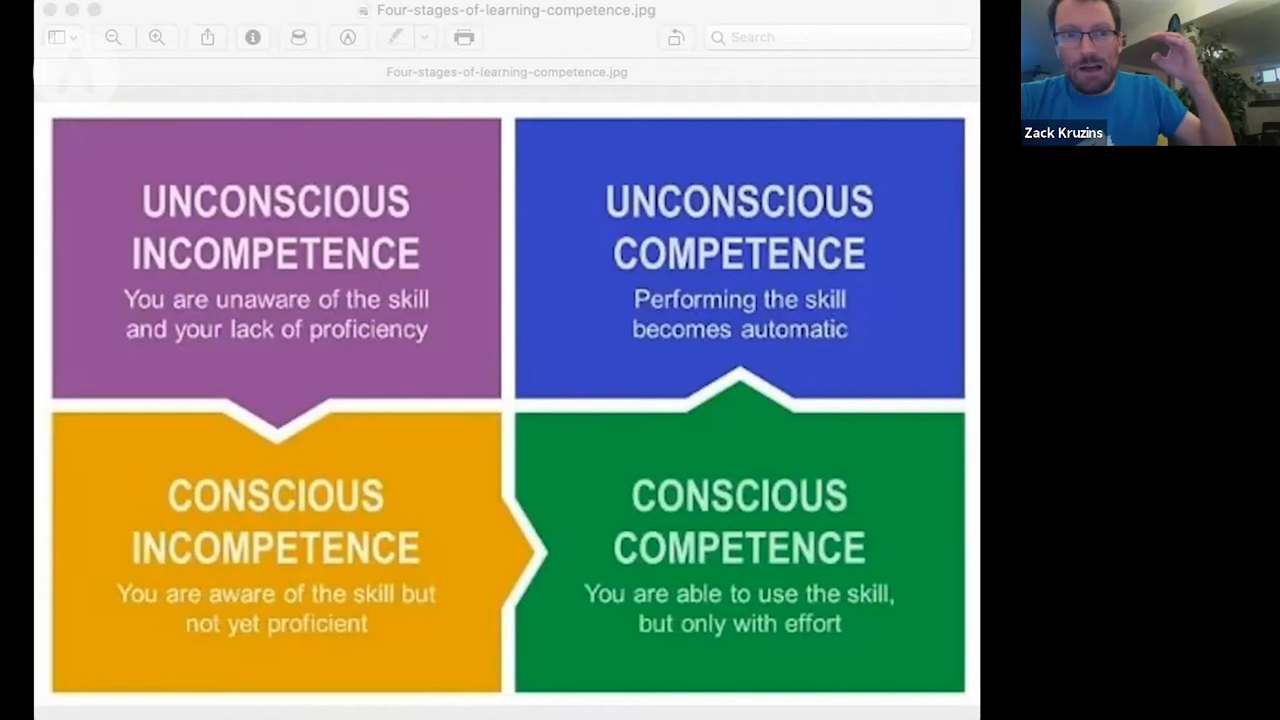 Four-stages-of-learning-competence.jpg
Search
Four-stages-of-learning-competence.jpg
Zack Kruzins
UNCONSCIOUS
INCOMPETENCE
You are unaware of the skill
and your lack of proficiency
UNCONSCIOUS
COMPETENCE
Performing the skill
becomes automatic
CONSCIOUS
INCOMPETENCE
You are aware of the skill but
not yet proficient
CONSCIOUS
COMPETENCE
You are able to use the skill,
but only with effort